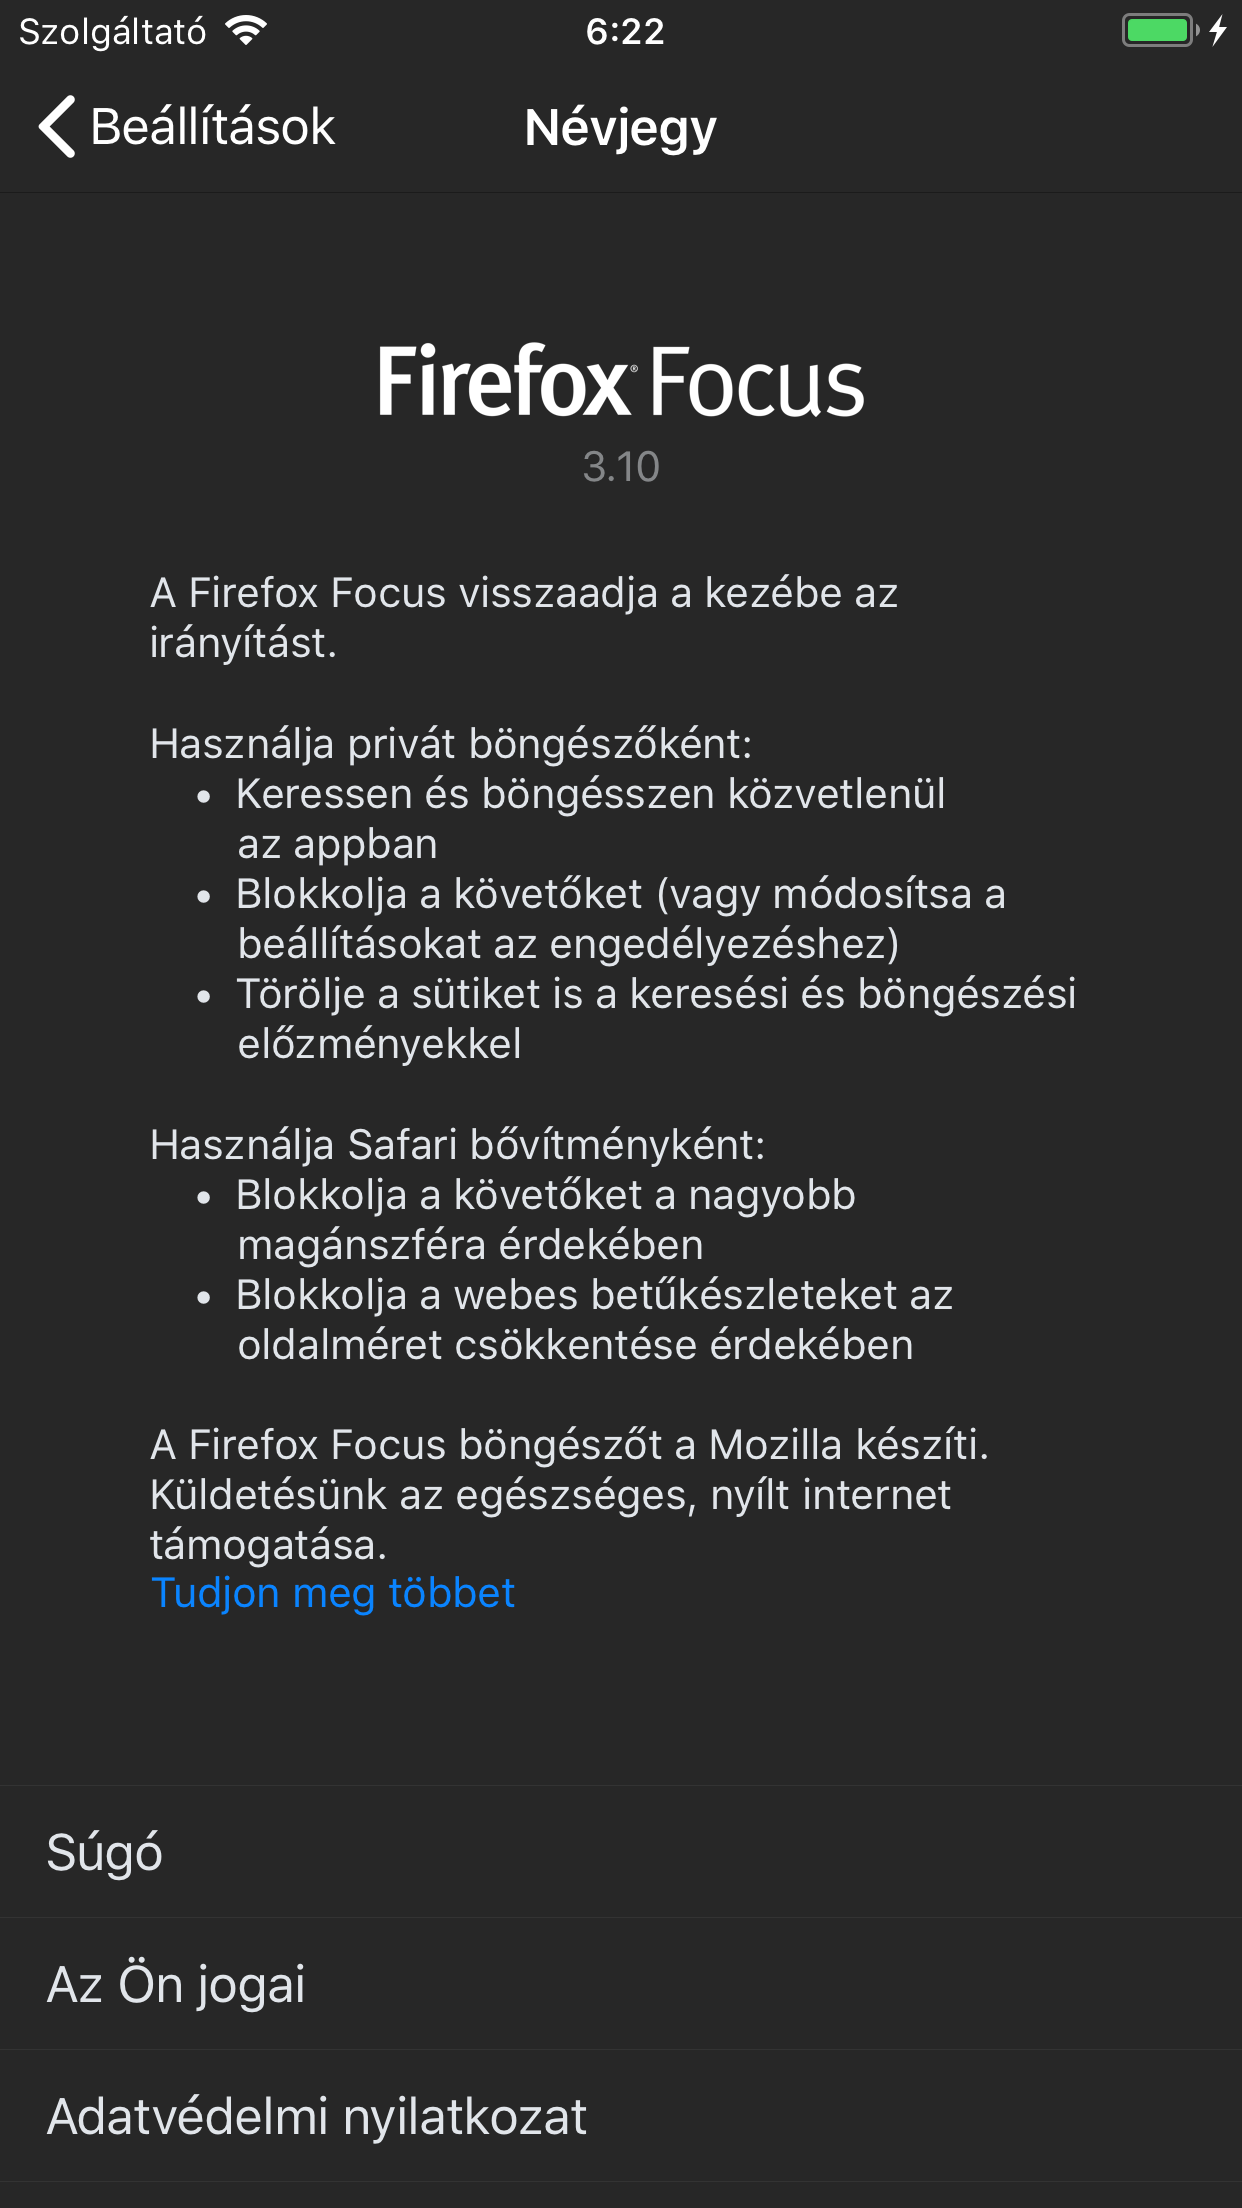 Szolgáltató 6:22
Beállítások Névjegy
Firefox® Focus
3.10
A Firefox Focus visszaadja a kezébe az
irányítást.
Használja privát böngészőként:
• Keressen és böngésszen közvetlenül
az appban
• Blokkolja a követőket (vagy módosítsa a
beállításokat az engedélyezéshez)
• Törölje a sütiket is a keresési és böngészési
előzményekkel
Használja Safari bővítményként:
• Blokkolja a követőket a nagyobb
magánszféra érdekében
• Blokkolja a webes betűkészleteket az
oldalméret csökkentése érdekében
A Firefox Focus böngészőt a Mozilla készíti.
Küldetésünk az egészséges, nyílt internet
támogatása.
Tudjon meg többet
Súgó
Az Ön jogai
Adatvédelmi nyilatkozat